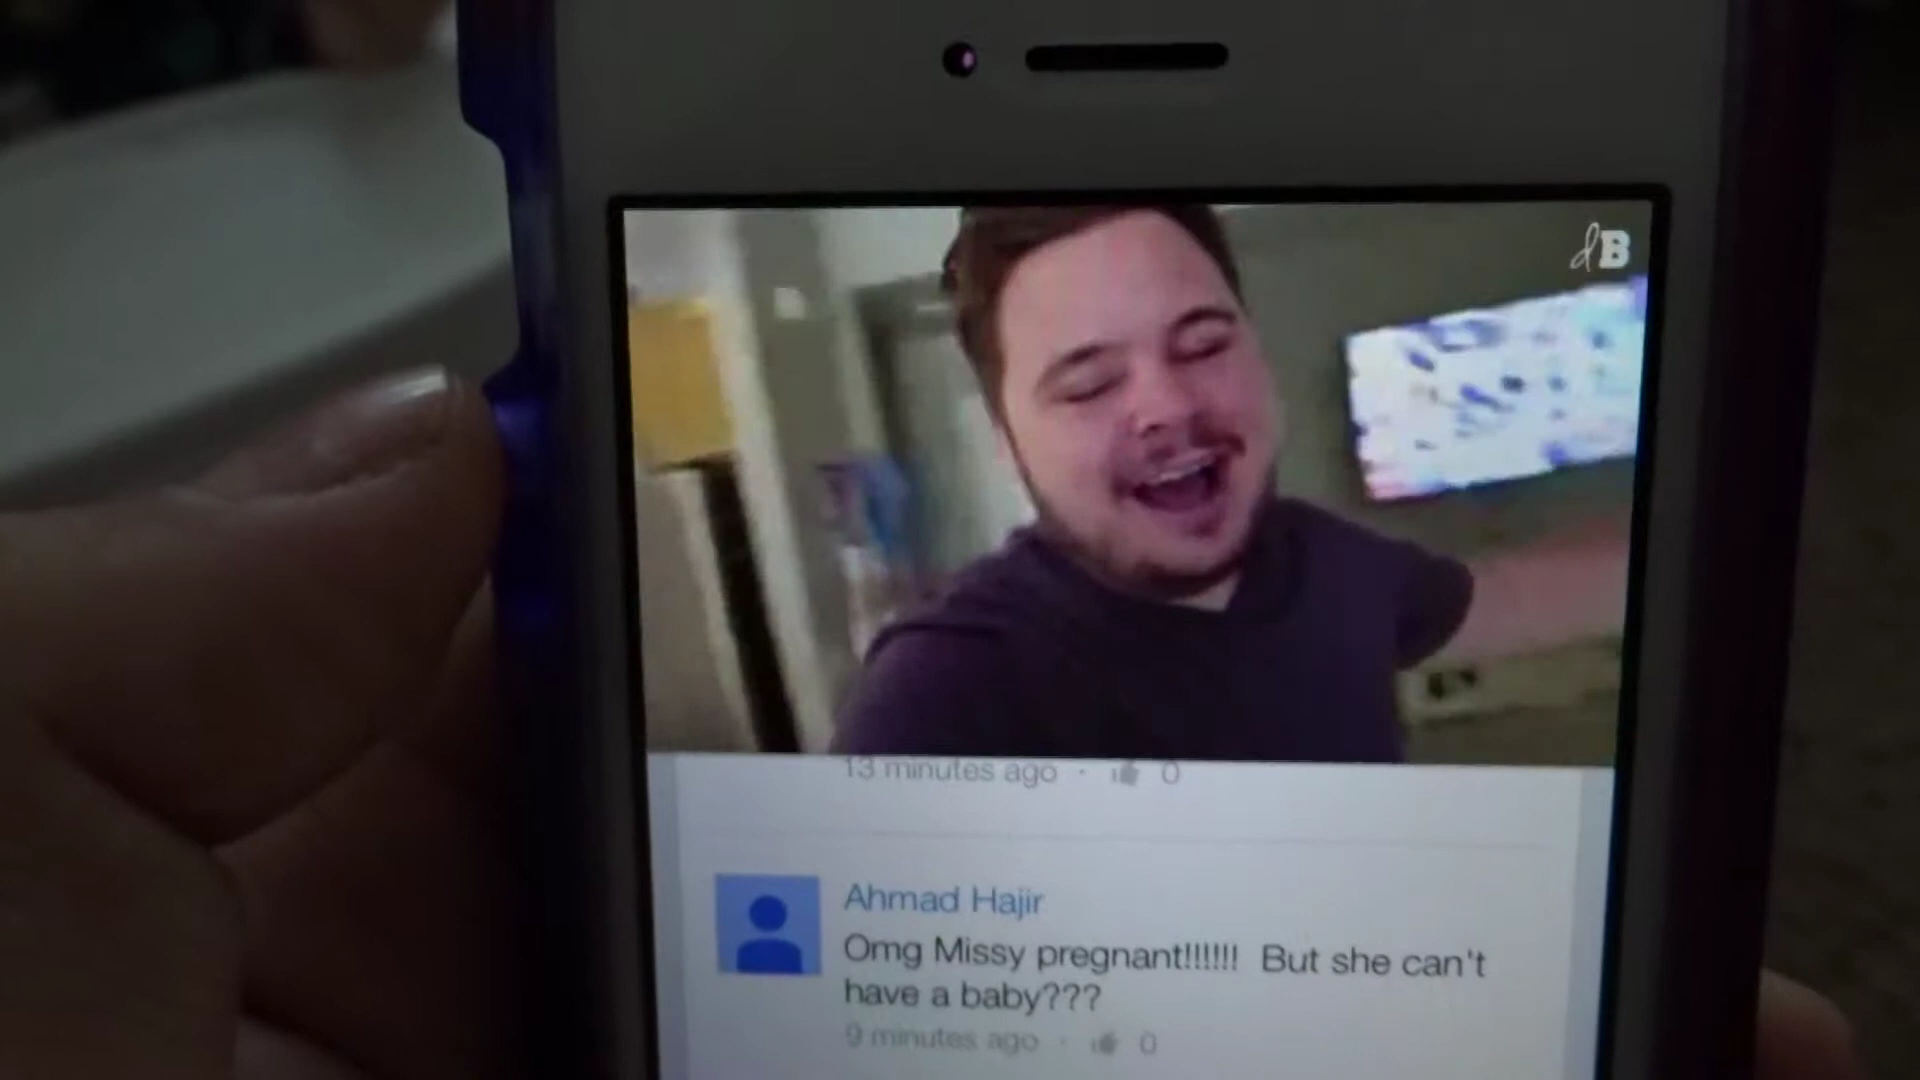 dB
13 minutes ago · 0
Ahmad Hajir
Omg Missy pregnant!!!!!! But she can't
have a baby???
9 minutes ago · 0